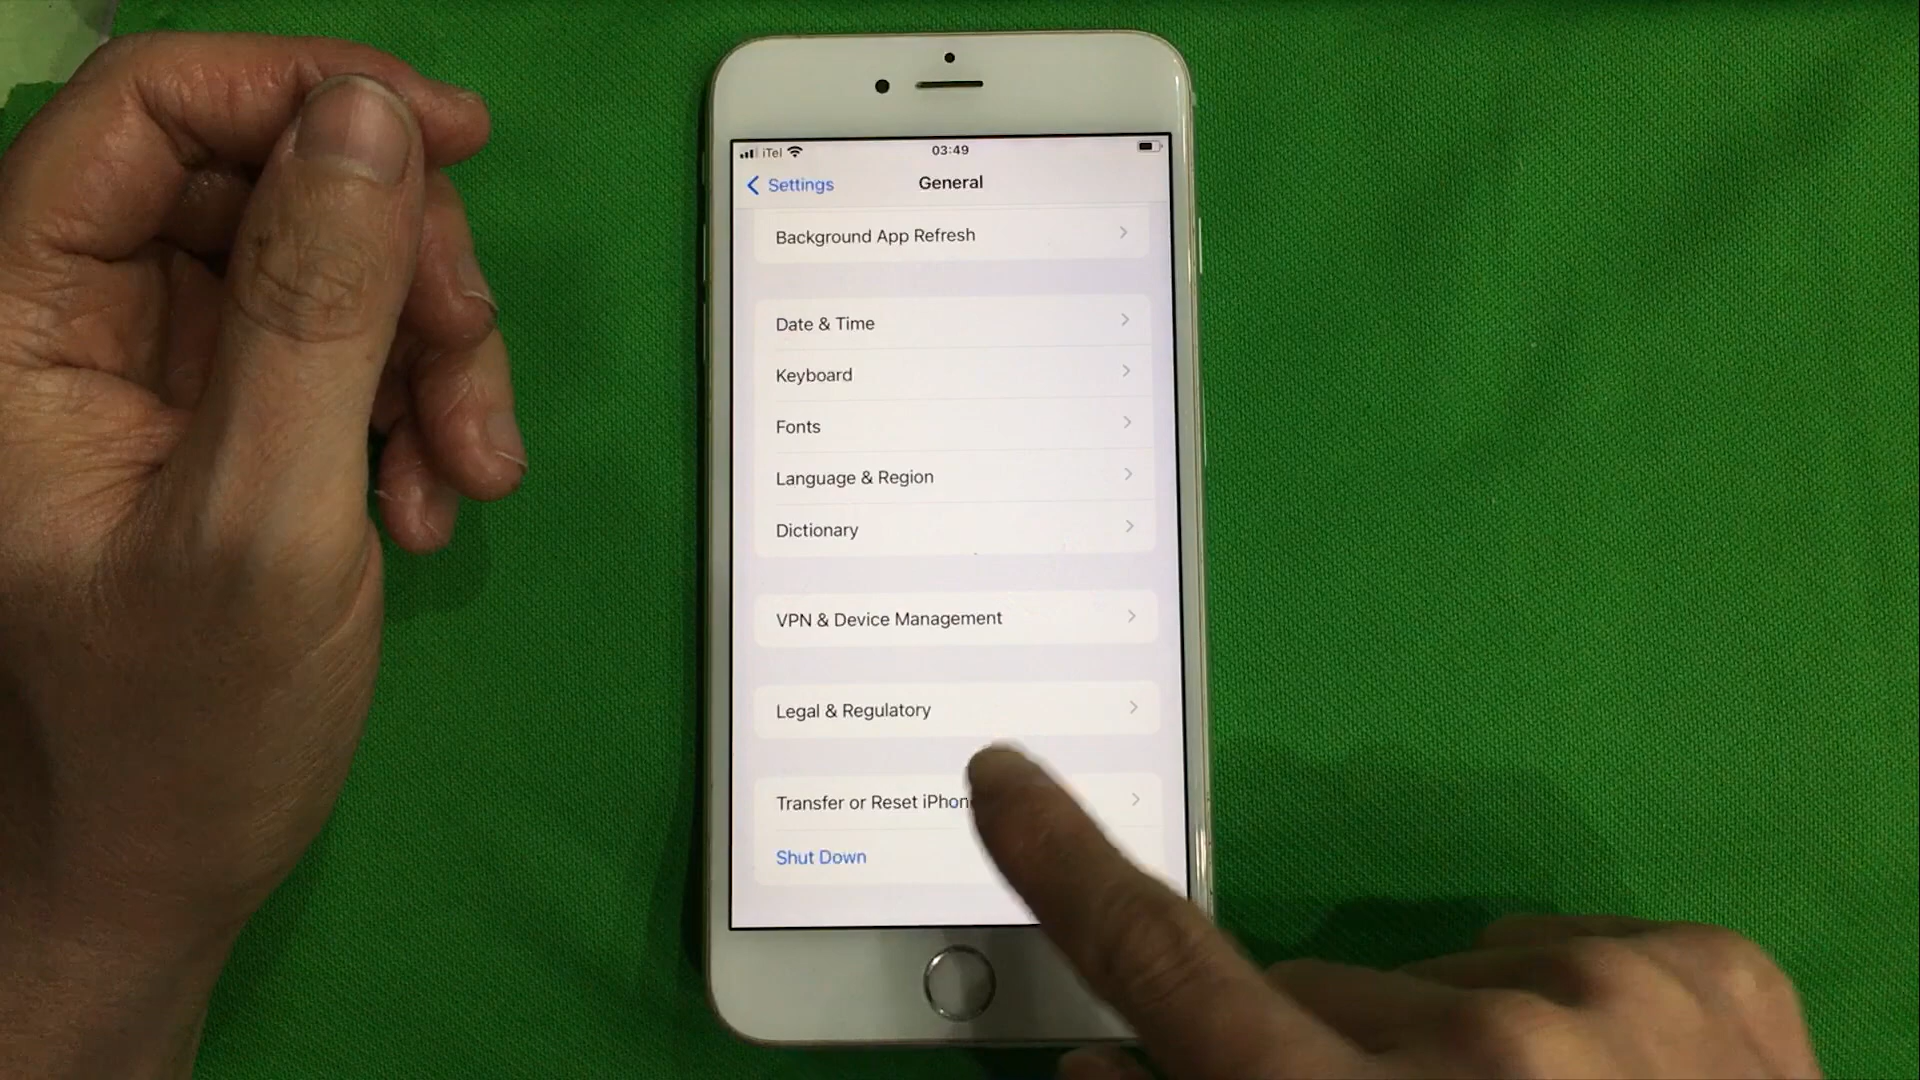 iTel
03:49
Settings
General
Background App Refresh
Date & Time
Keyboard
Fonts
Language & Region
Dictionary
VPN & Device Management
Legal & Regulatory
Transfer or Reset iPhon
Shut Down